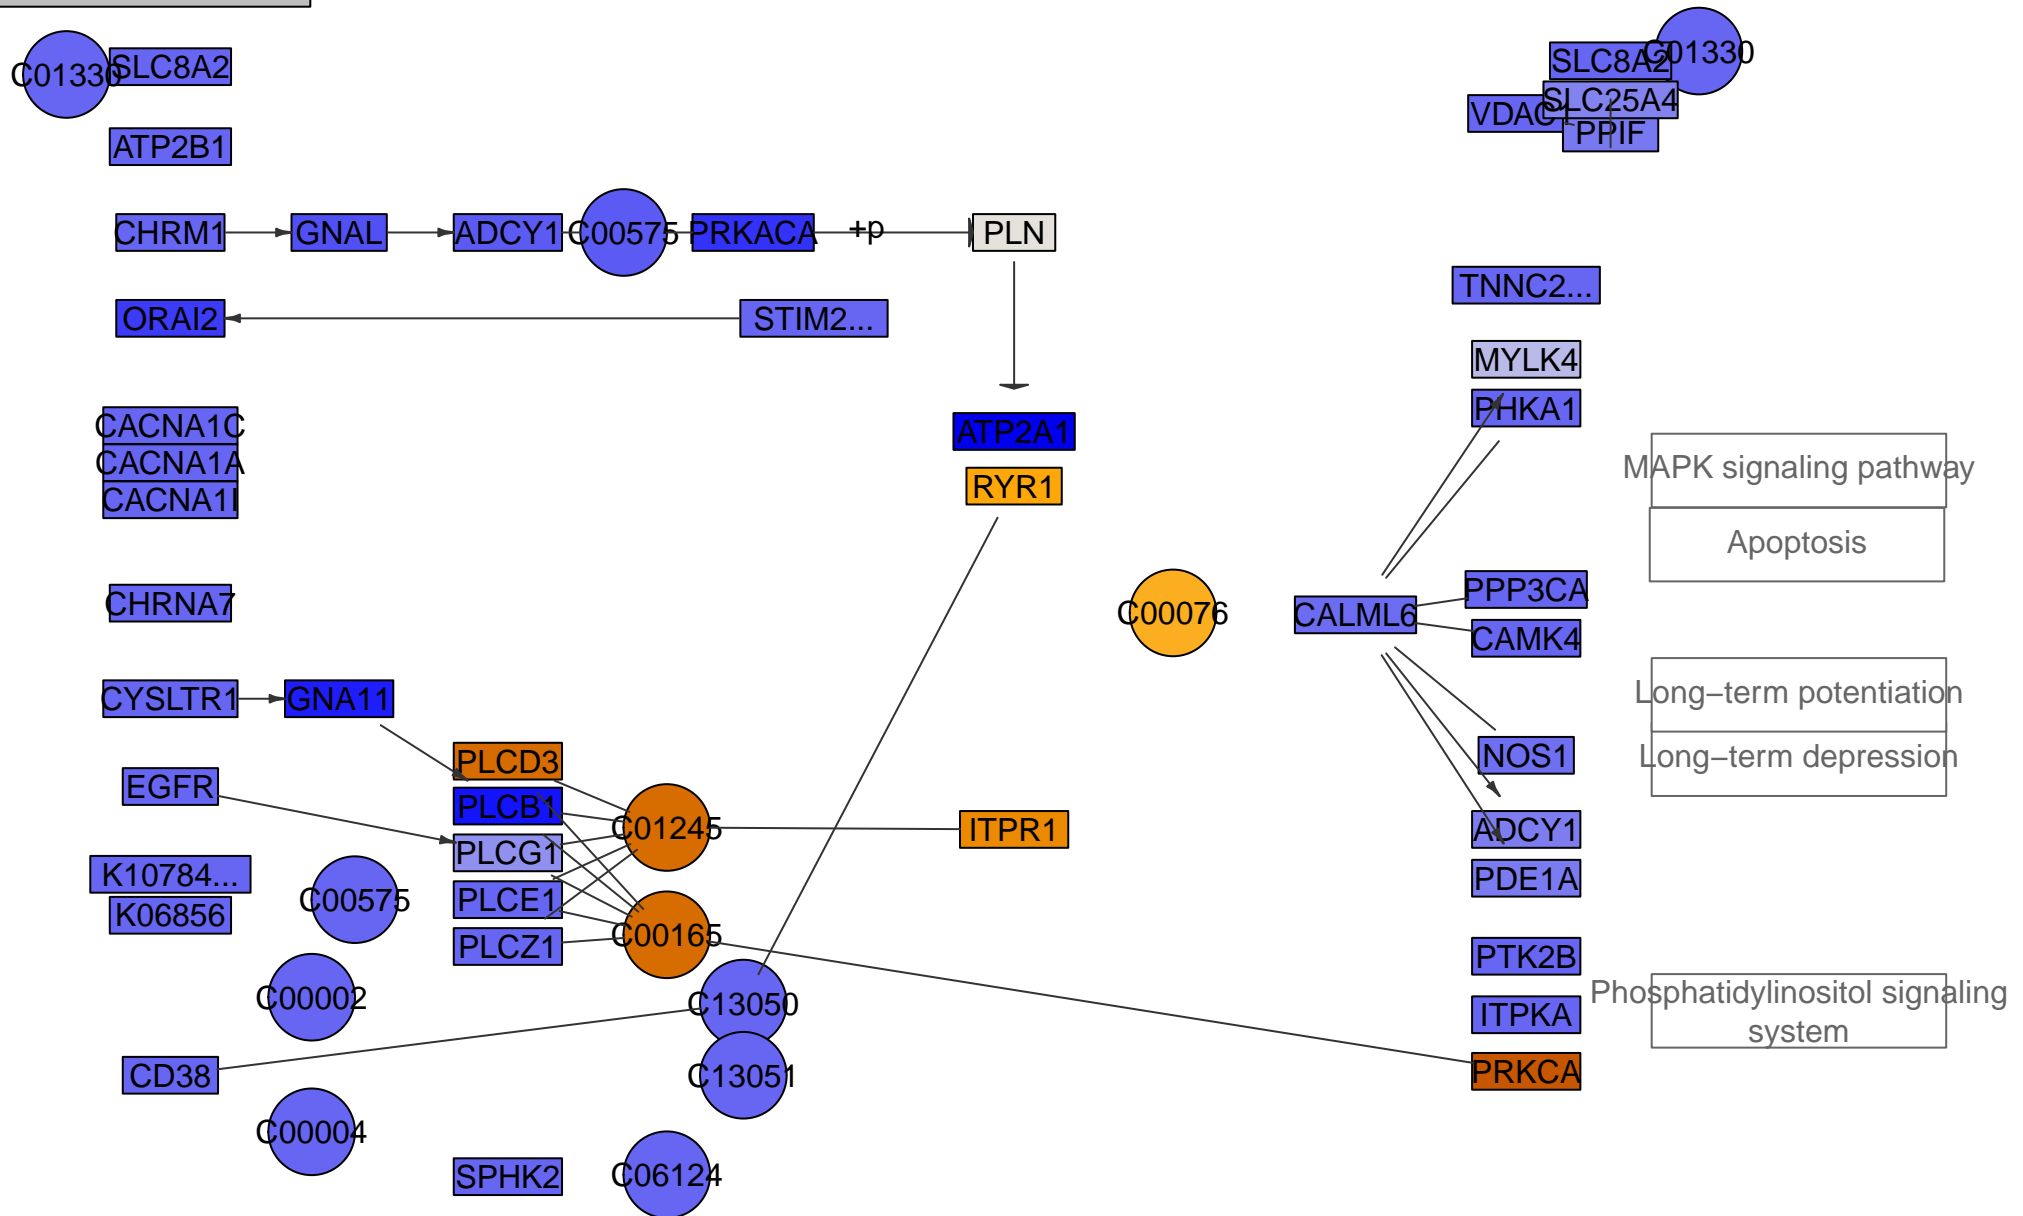 C01330
SLC8A2
ATP2B1
CHRM1
GNAL
ADCY1
C00575
PRKACA
+p
PLN
ORAI2
STIM2...
CACNA1C
CACNA1A
CACNA1I
ATP2A1
RYR1
CHRNA7
CYSLTR1
GNA11
EGFR
PLCD3
PLCB1
PLCG1
PLCE1
PLCZ1
C01245
C00165
ITPR1
K10784...
K06856
C00575
C00002
C13050
C13051
CD38
C00004
SPHK2
C06124
C00076
SLC8A2
C01330
SLC25A4
PPIF
TNNC2...
MYLK4
PHKA1
CALML6
PPP3CA
CAMK4
NOS1
ADCY1
PDE1A
PTK2B
ITPKA
PRKCA
MAPK signaling pathway
Apoptosis
Long−term potentiation
Long−term depression
Phosphatidylinositol signaling
system